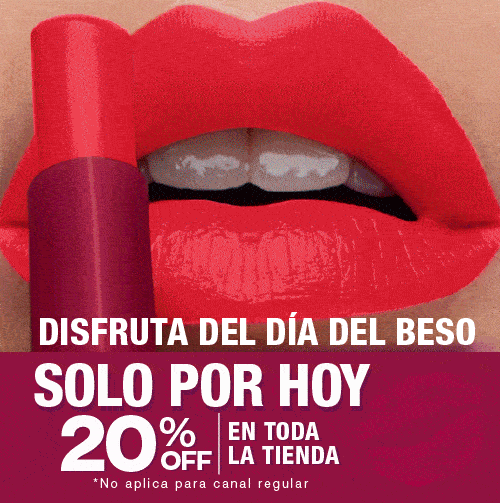 DISFRUTA DEL DÍA DEL BESO
SOLO POR HOY
20% OFF
EN TODA
LA TIENDA
*No aplica para canal regular